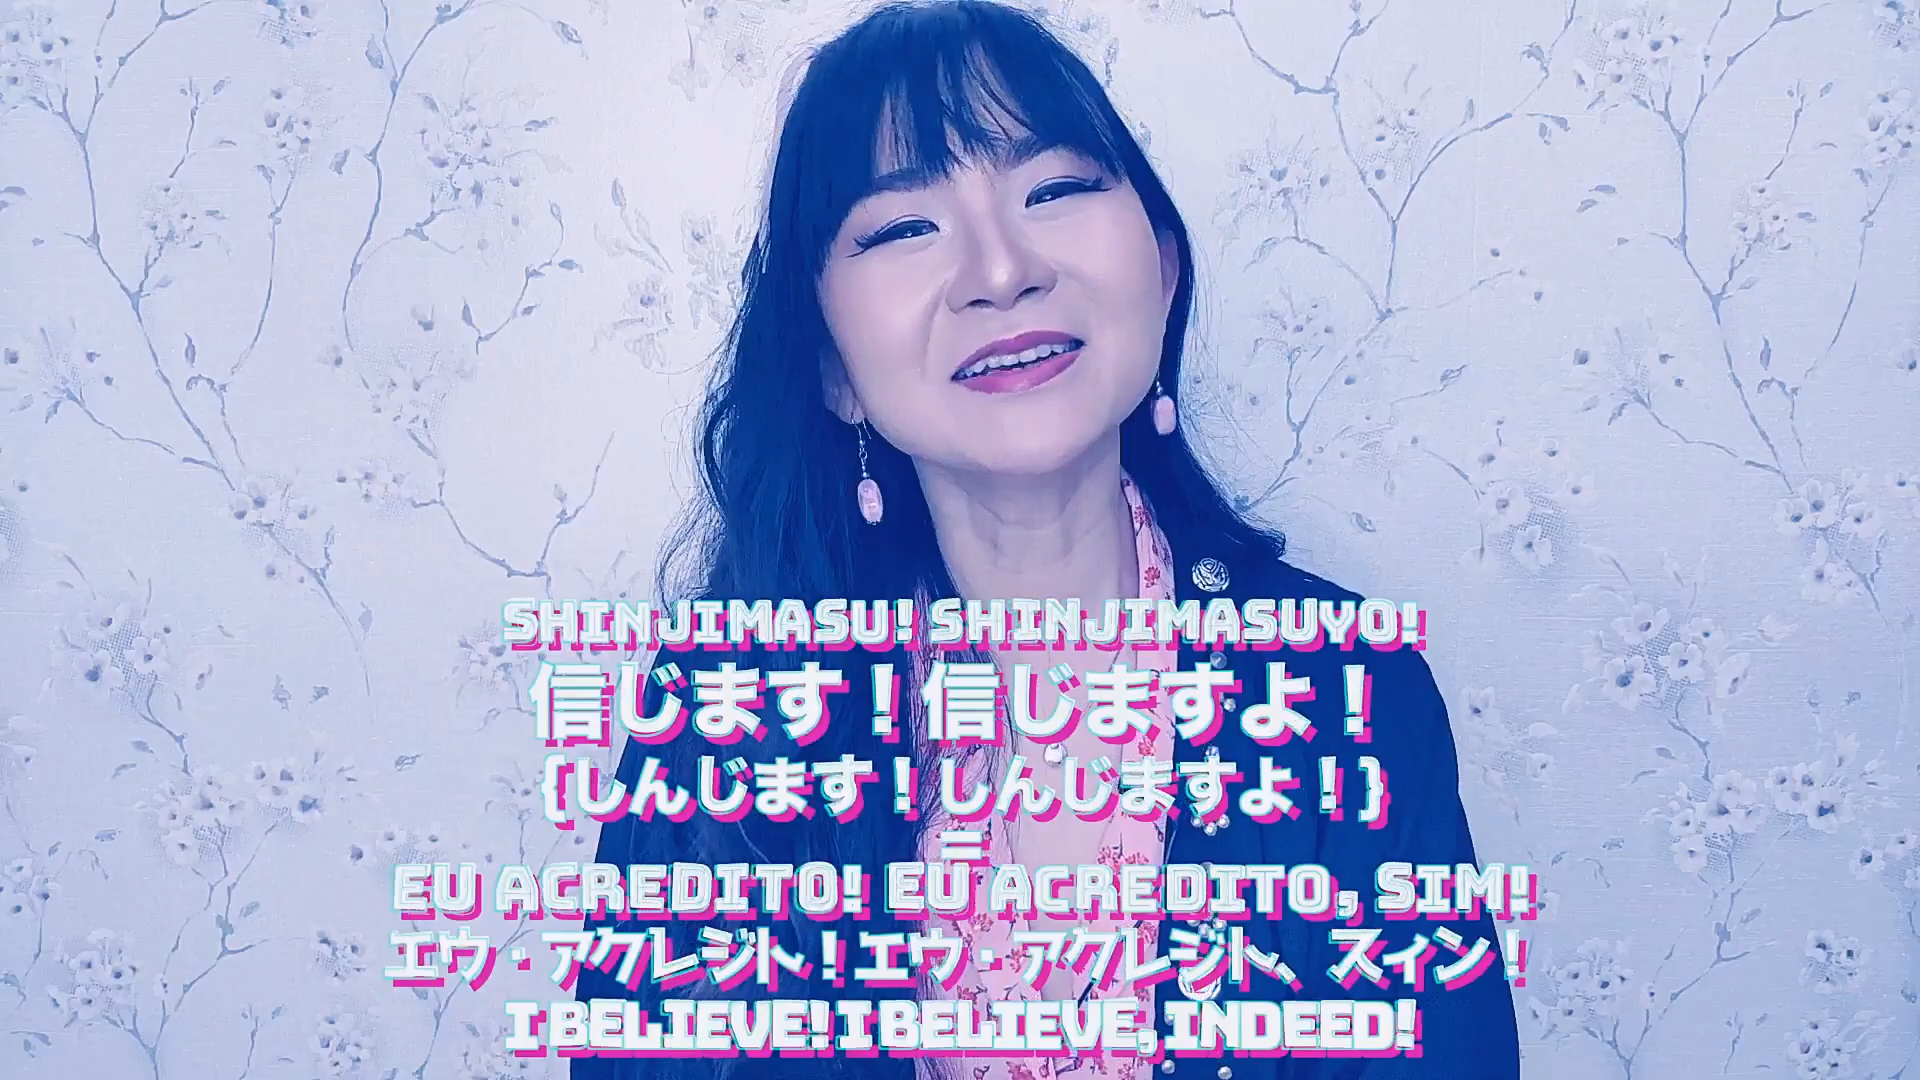 SHINJIMASU! SHINJIMASUYO!
信じます！信じますよ！
{しんじます！しんじますよ！}
=
EU ACREDITO! EU ACREDITO, SIM!
エウ・アクレジト！エウ・アクレジト、スィン！
I BELIEVE! I BELIEVE, INDEED!